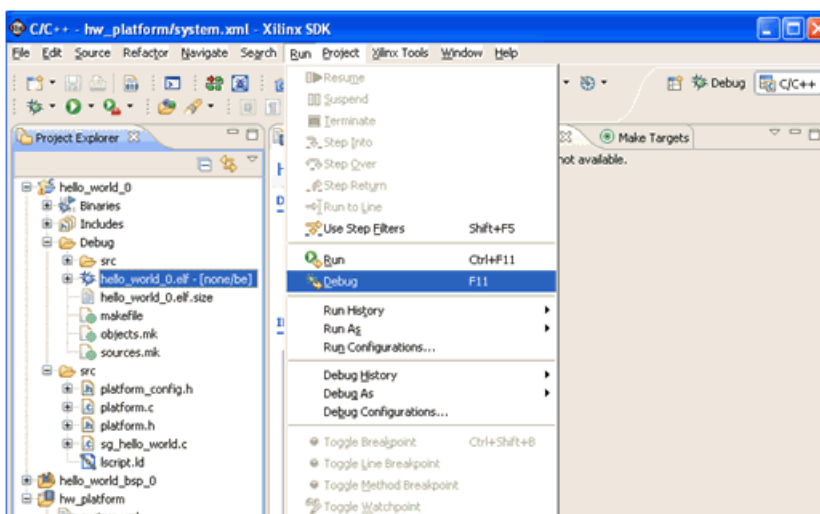 C/C++ - hw_platform/system.xml - Xilinx SDK
File Edit Source Refactor Navigate Search Run Project Xilinx Tools Window Help
Debug C/C++
Project Explorer
hello_world_0
Binaries
Includes
Debug
src
hello_world_0.elf - [none/be]
hello_world_0.elf.size
makefile
objects.mk
sources.mk
src
platform_config.h
platform.c
platform.h
sg_hello_world.c
lscript.ld
hello_world_bsp_0
hw_platform
Resume
Suspend
Terminate
Step Into
Step Over
Step Return
Run to Line
Use Step Filters Shift+F5
Run Ctrl+F11
Debug F11
Run History
Run As
Run Configurations...
Debug History
Debug As
Debug Configurations...
Toggle Breakpoint Ctrl+Shift+B
Toggle Line Breakpoint
Toggle Method Breakpoint
Toggle Watchpoint
Make Targets
not available.